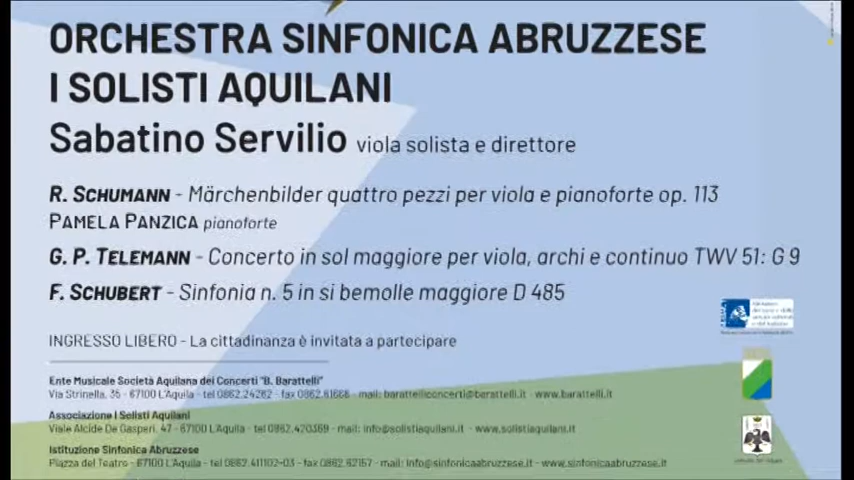 ORCHESTRA SINFONICA ABRUZZESE
I SOLISTI AQUILANI
Sabatino Servilio viola solista e direttore
R. SCHUMANN - Märchenbilder quattro pezzi per viola e pianoforte op. 113
PAMELA PANZICA pianoforte
G. P. TELEMANN - Concerto in sol maggiore per viola, archi e continuo TWV 51: G 9
F. SCHUBERT - Sinfonia n. 5 in si bemolle maggiore D 485
INGRESSO LIBERO - La cittadinanza è invitata a partecipare
Ente Musicale Società Aquilana dei Concerti "B. Barattelli"
Via Strinella, 35 - 67100 L'Aquila - tel 0862.24262 - fax 0862.61666 - mail: barattelliconcerti@barattelli.it - www.barattelli.it
Associazione I Solisti Aquilani
Viale Alcide De Gasperi, 47 - 67100 L'Aquila - tel 0862.420369 - mail: info@solistiaquilani.it - www.solistiaquilani.it
Istituzione Sinfonica Abruzzese
Piazza del Teatro - 67100 L'Aquila - tel 0862.411102-03 - fax 0862.62157 - mail: info@sinfonicaabruzzese.it - www.sinfonicaabruzzese.it